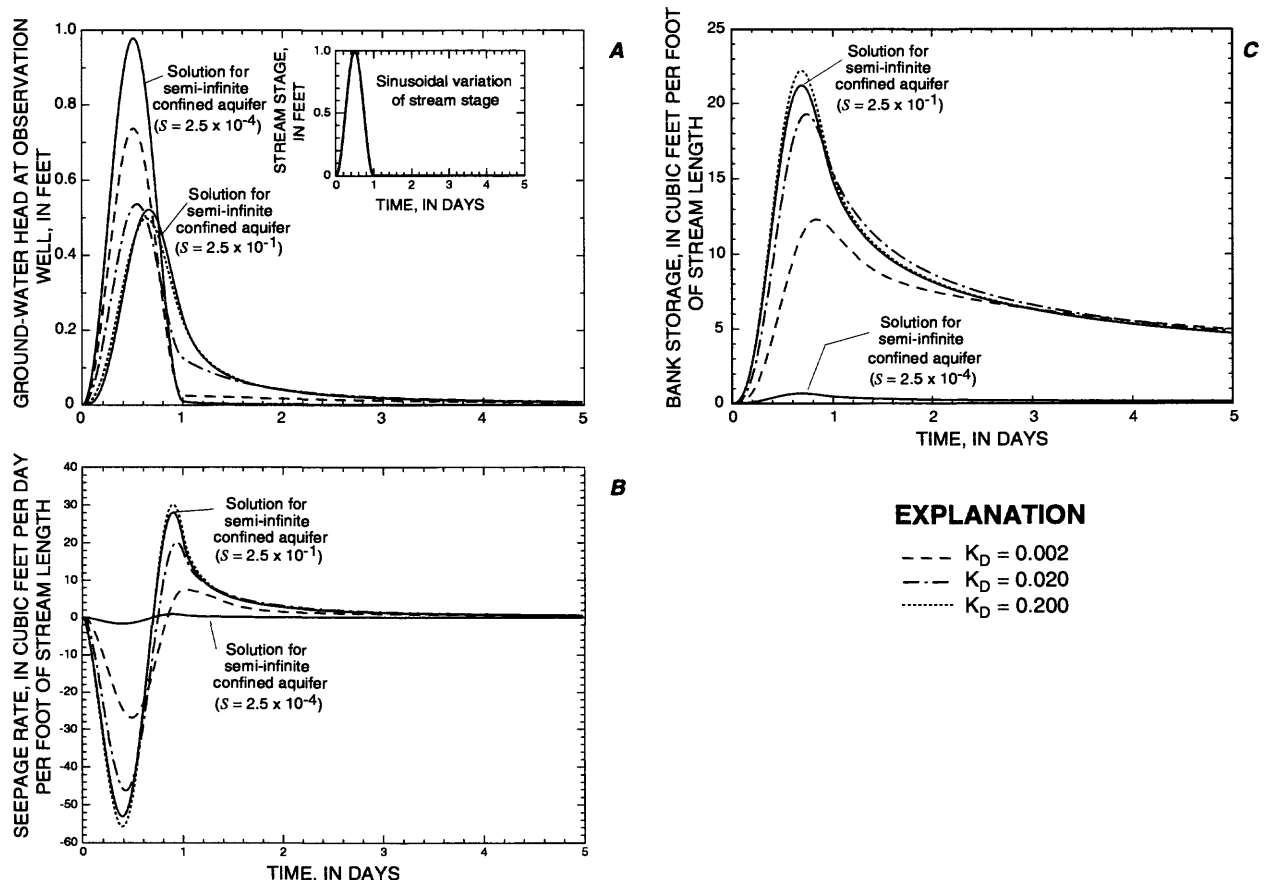 A
GROUND-WATER HEAD AT OBSERVATION
WELL, IN FEET
1.0
0.8
0.6
0.4
0.2
0
0
1
2
3
4
5
Solution for
semi-infinite
confined aquifer
(S = 2.5 x 10-4)
Solution for
semi-infinite
confined aquifer
(S = 2.5 x 10-1)
STREAM STAGE,
IN FEET
1.0
0.5
0
Sinusoidal variation
of stream stage
0
1
2
3
4
5
TIME, IN DAYS
B
SEEPAGE RATE, IN CUBIC FEET PER DAY
PER FOOT OF STREAM LENGTH
40
30
20
10
0
-10
-20
-30
-40
-50
-60
Solution for
semi-infinite
confined aquifer
(S = 2.5 x 10-1)
Solution for
semi-infinite
confined aquifer
(S = 2.5 x 10-4)
0
1
2
3
4
5
TIME, IN DAYS
C
BANK STORAGE, IN CUBIC FEET PER FOOT
OF STREAM LENGTH
25
20
15
10
5
0
Solution for
semi-infinite
confined aquifer
(S = 2.5 x 10-1)
Solution for
semi-infinite
confined aquifer
(S = 2.5 x 10-4)
0
1
2
3
4
5
TIME, IN DAYS
EXPLANATION
KD = 0.002
KD = 0.020
KD = 0.200